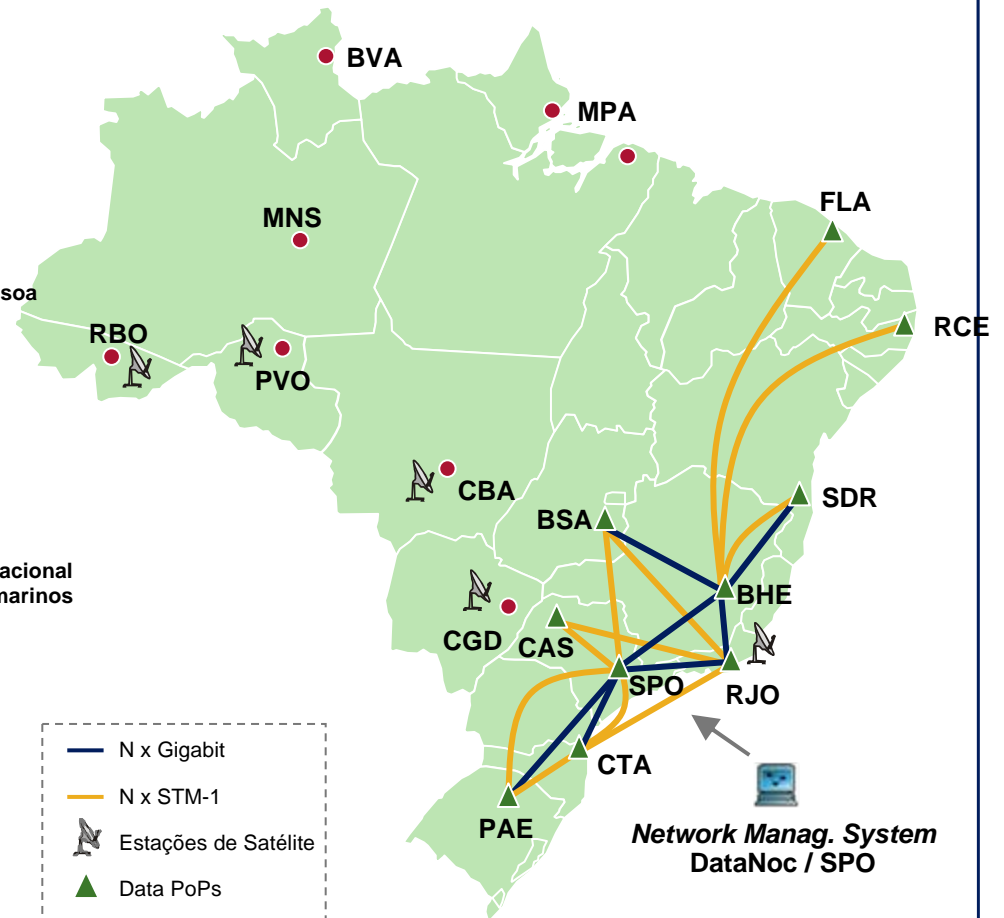 BVA
MPA
FLA
MNS
soa
RBO
RCE
PVO
CBA
SDR
BSA
acional
marinos
BHE
CGD
CAS
SPO
RJO
CTA
PAE
N x Gigabit
N x STM-1
Estações de Satélite
Data PoPs
Network Manag. System
DataNoc / SPO